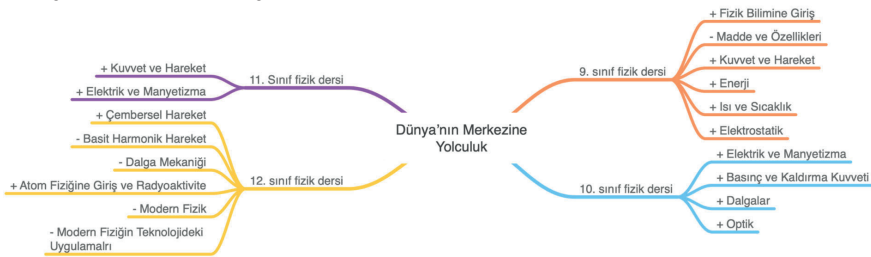 Dünya'nın Merkezine
Yolculuk
9. sınıf fizik dersi
+ Fizik Bilimine Giriş
- Madde ve Özellikleri
+ Kuvvet ve Hareket
+ Enerji
+ Isı ve Sıcaklık
+ Elektrostatik
10. sınıf fizik dersi
+ Elektrik ve Manyetizma
+ Basınç ve Kaldırma Kuvveti
+ Dalgalar
+ Optik
11. Sınıf fizik dersi
+ Kuvvet ve Hareket
+ Elektrik ve Manyetizma
12. sınıf fizik dersi
+ Çembersel Hareket
- Basit Harmonik Hareket
- Dalga Mekaniği
+ Atom Fiziğine Giriş ve Radyoaktivite
- Modern Fizik
- Modern Fiziğin Teknolojideki
Uygulamalrı